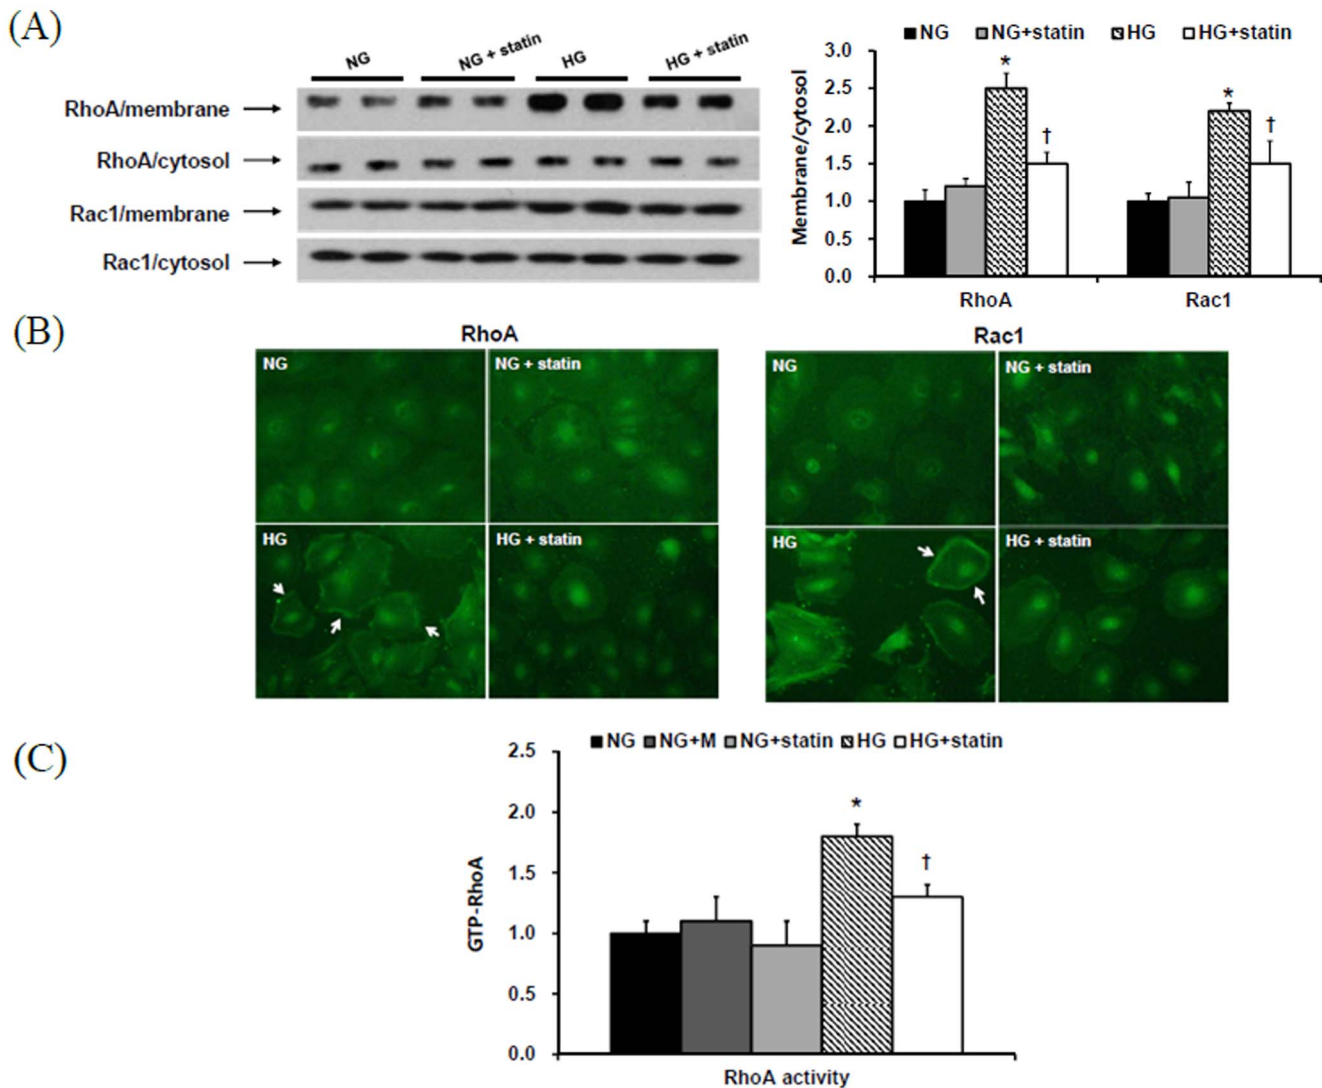 (A)
NG
NG + statin
HG
HG + statin
RhoA/membrane
RhoA/cytosol
Rac1/membrane
Rac1/cytosol
NG NG+statin HG HG+statin
Membrane/cytosol
3.0
2.5
2.0
1.5
1.0
0.5
0.0
*
†
*
†
RhoA Rac1
(B)
RhoA
NG
NG + statin
HG
HG + statin
Rac1
NG
NG + statin
HG
HG + statin
(C)
NG NG+M NG+statin HG HG+statin
GTP-RhoA
2.5
2.0
1.5
1.0
0.5
0.0
*
†
RhoA activity